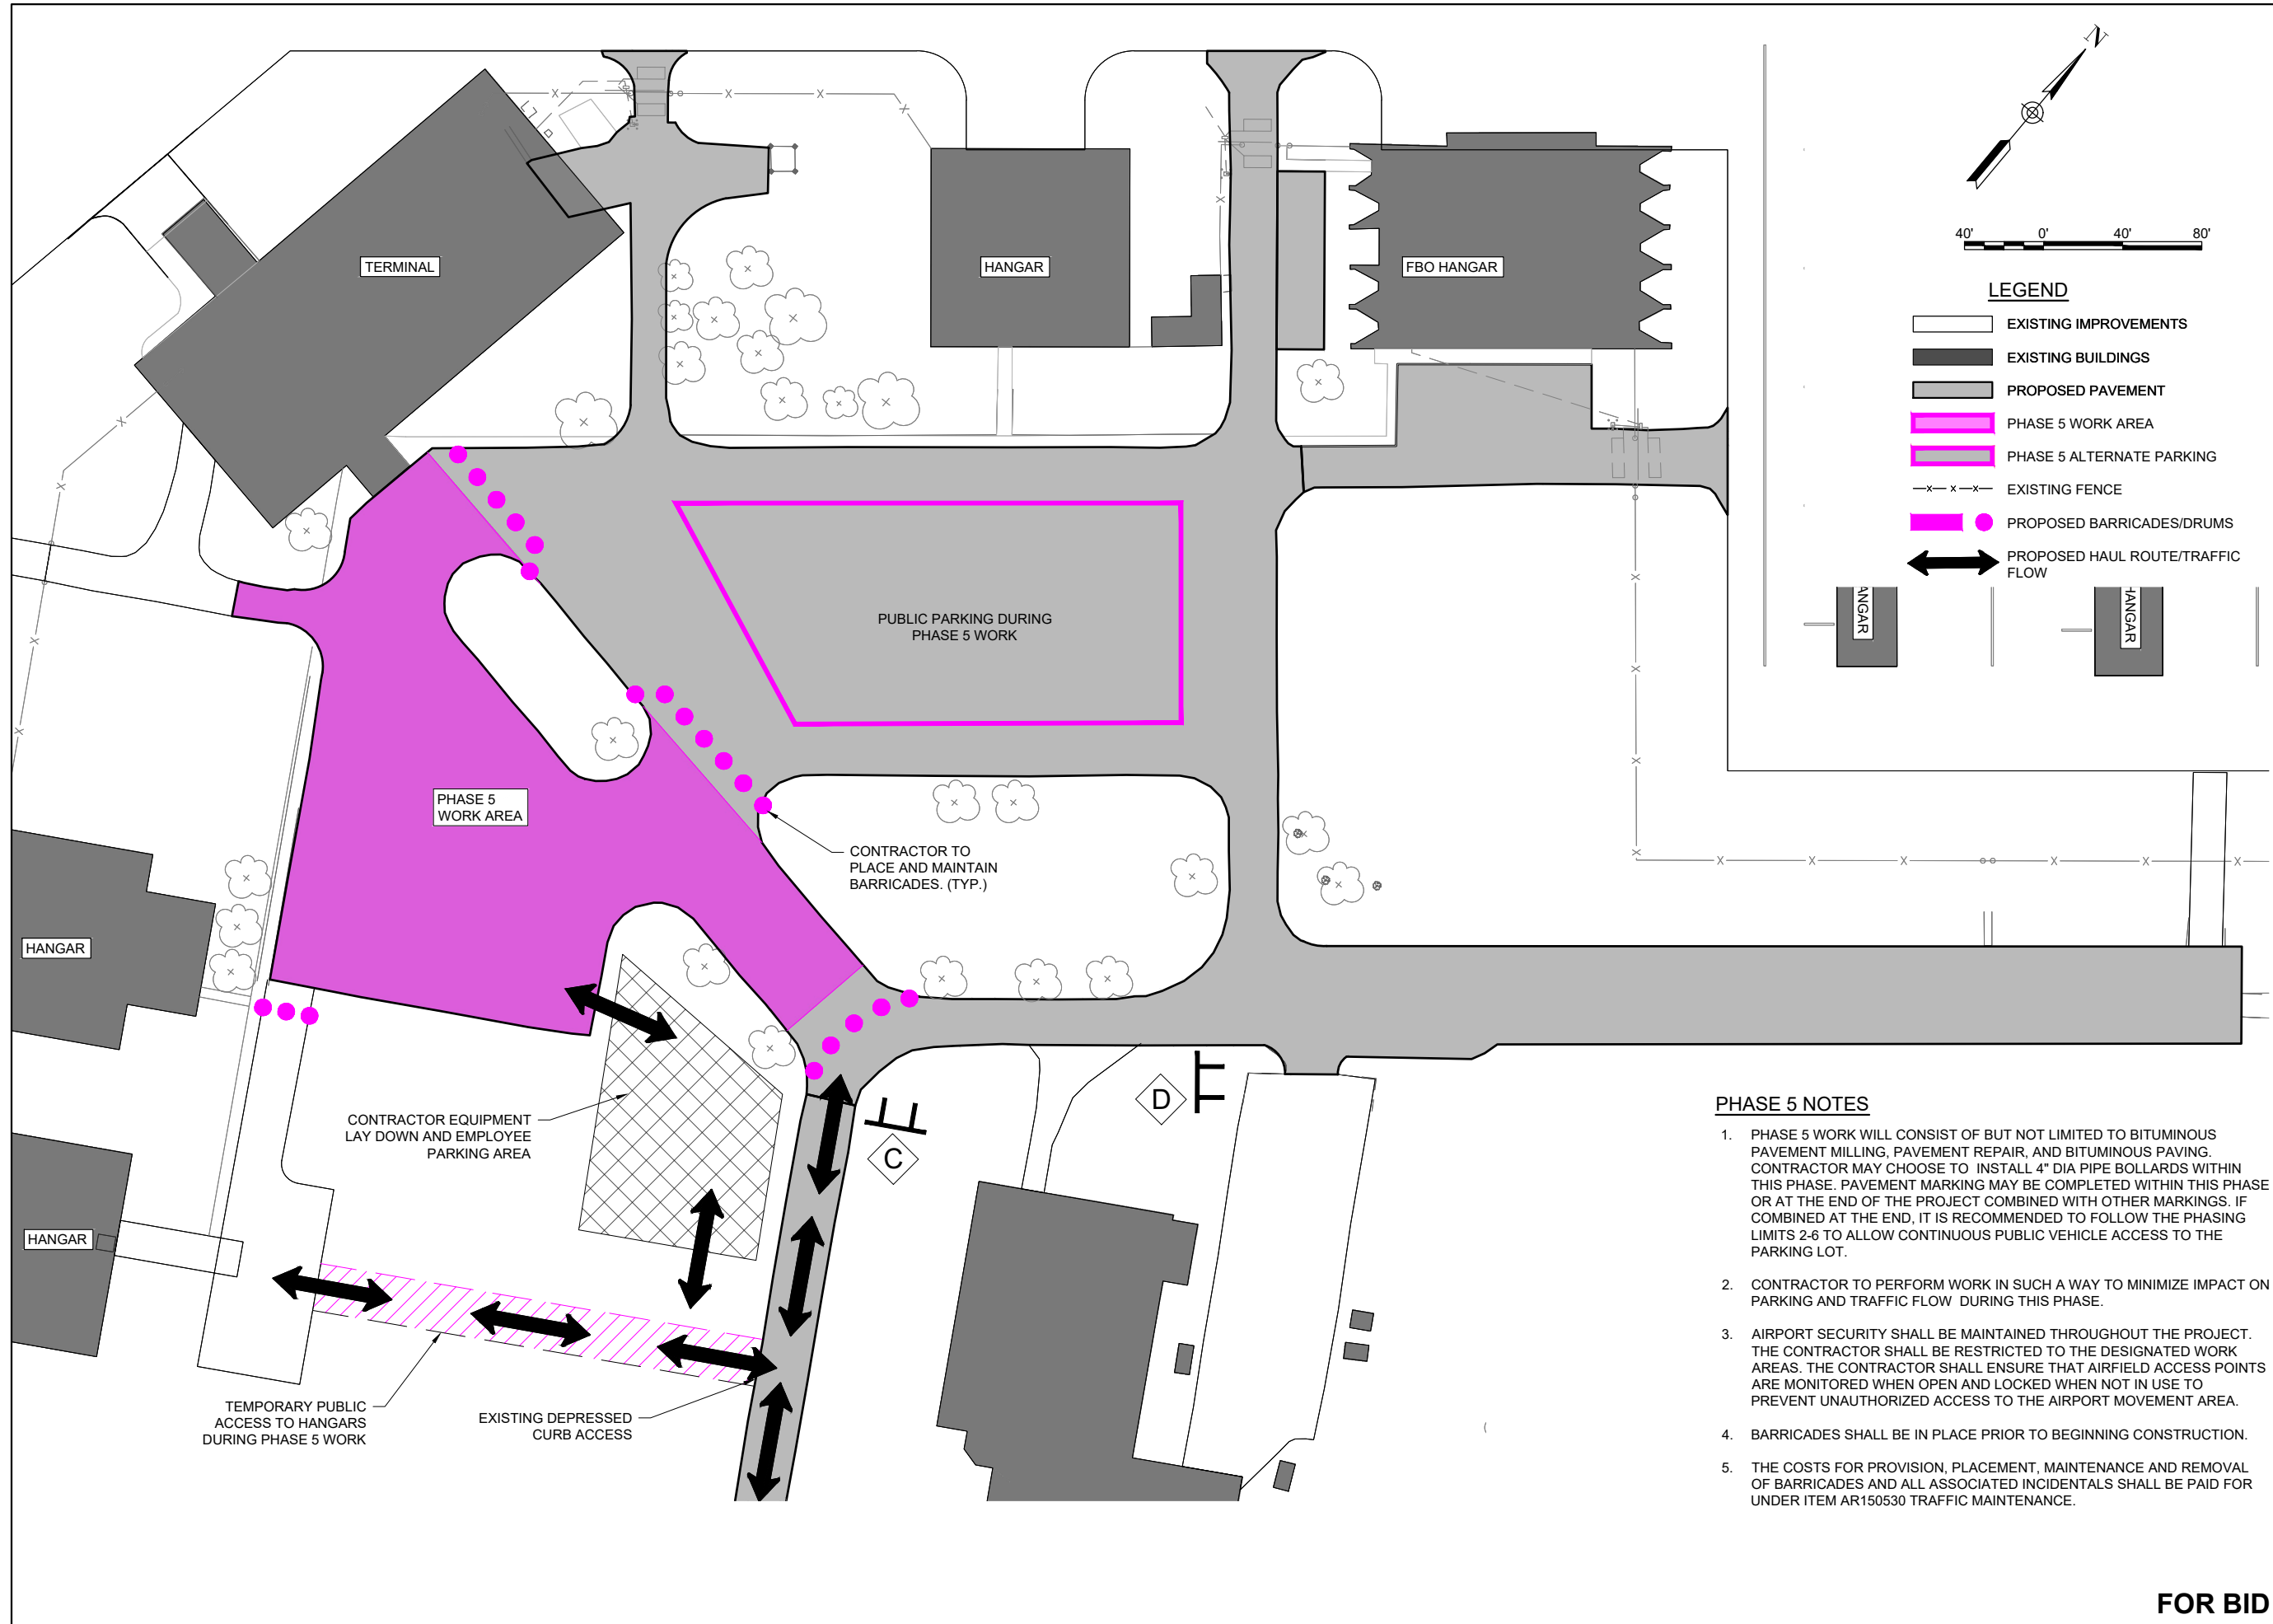 N
TERMINAL
HANGAR
FBO HANGAR
40'
0'
40'
80'
LEGEND
EXISTING IMPROVEMENTS
EXISTING BUILDINGS
PROPOSED PAVEMENT
PHASE 5 WORK AREA
PHASE 5 ALTERNATE PARKING
EXISTING FENCE
PROPOSED BARRICADES/DRUMS
PROPOSED HAUL ROUTE/TRAFFIC
FLOW
ANGAR
HANGAR
PUBLIC PARKING DURING
PHASE 5 WORK
PHASE 5
WORK AREA
CONTRACTOR TO
PLACE AND MAINTAIN
BARRICADES. (TYP.)
HANGAR
HANGAR
CONTRACTOR EQUIPMENT
LAY DOWN AND EMPLOYEE
PARKING AREA
C
D
TEMPORARY PUBLIC
ACCESS TO HANGARS
DURING PHASE 5 WORK
EXISTING DEPRESSED
CURB ACCESS
PHASE 5 NOTES
1. PHASE 5 WORK WILL CONSIST OF BUT NOT LIMITED TO BITUMINOUS
PAVEMENT MILLING, PAVEMENT REPAIR, AND BITUMINOUS PAVING.
CONTRACTOR MAY CHOOSE TO INSTALL 4" DIA PIPE BOLLARDS WITHIN
THIS PHASE. PAVEMENT MARKING MAY BE COMPLETED WITHIN THIS PHASE
OR AT THE END OF THE PROJECT COMBINED WITH OTHER MARKINGS. IF
COMBINED AT THE END, IT IS RECOMMENDED TO FOLLOW THE PHASING
LIMITS 2-6 TO ALLOW CONTINUOUS PUBLIC VEHICLE ACCESS TO THE
PARKING LOT.
2. CONTRACTOR TO PERFORM WORK IN SUCH A WAY TO MINIMIZE IMPACT ON
PARKING AND TRAFFIC FLOW DURING THIS PHASE.
3. AIRPORT SECURITY SHALL BE MAINTAINED THROUGHOUT THE PROJECT.
THE CONTRACTOR SHALL BE RESTRICTED TO THE DESIGNATED WORK
AREAS. THE CONTRACTOR SHALL ENSURE THAT AIRFIELD ACCESS POINTS
ARE MONITORED WHEN OPEN AND LOCKED WHEN NOT IN USE TO
PREVENT UNAUTHORIZED ACCESS TO THE AIRPORT MOVEMENT AREA.
4. BARRICADES SHALL BE IN PLACE PRIOR TO BEGINNING CONSTRUCTION.
5. THE COSTS FOR PROVISION, PLACEMENT, MAINTENANCE AND REMOVAL
OF BARRICADES AND ALL ASSOCIATED INCIDENTALS SHALL BE PAID FOR
UNDER ITEM AR150530 TRAFFIC MAINTENANCE.
FOR BID